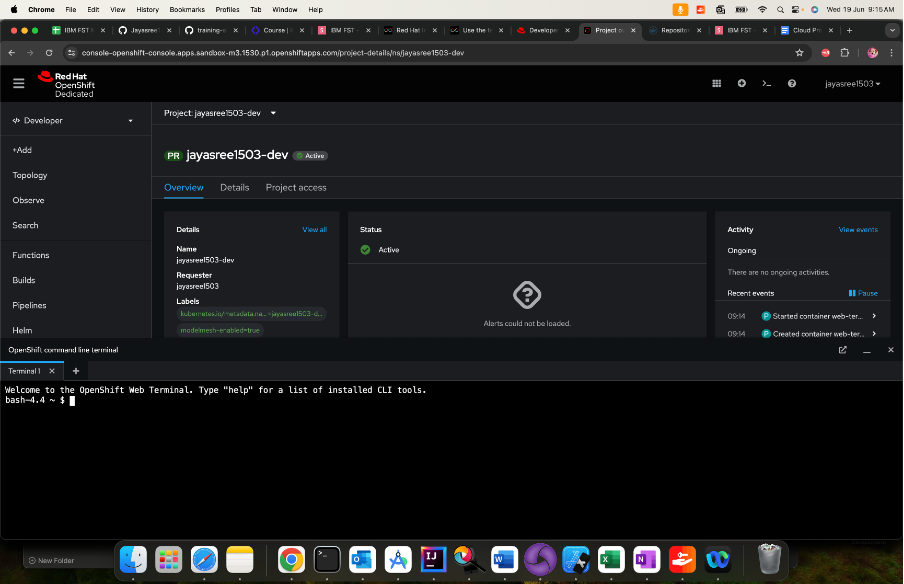 Chrome File Edit View History Bookmarks Profiles Tab Window Help Wed 19 Jun 9:15 AM
IBM FST Jayasree training-r Course | IBM FST - Red Hat Use the Develope Project Reposito IBM FST - Cloud Pro
console-openshift-console.apps.sandbox-m3.1530.p1.openshiftapps.com/project-details/ns/jayasree1503-dev
Red Hat
OpenShift
Dedicated
jayasree1503
Developer
Project: jayasree1503-dev
+Add
Topology
Observe
Search
Functions
Builds
Pipelines
Helm
PR jayasree1503-dev Active
Overview Details Project access
Details View all
Name
jayasree1503-dev
Requester
jayasree1503
Labels
kubernetes.io/metadata.na... =jayasree1503-d...
modelmesh-enabled=true
Status
Active
Alerts could not be loaded.
Activity View events
Ongoing
There are no ongoing activities.
Recent events Pause
09:14 P Started container web-ter...
09:14 P Created container web-ter...
OpenShift command line terminal
Terminal 1
Welcome to the OpenShift Web Terminal. Type "help" for a list of installed CLI tools.
bash-4.4 ~ $
New Folder